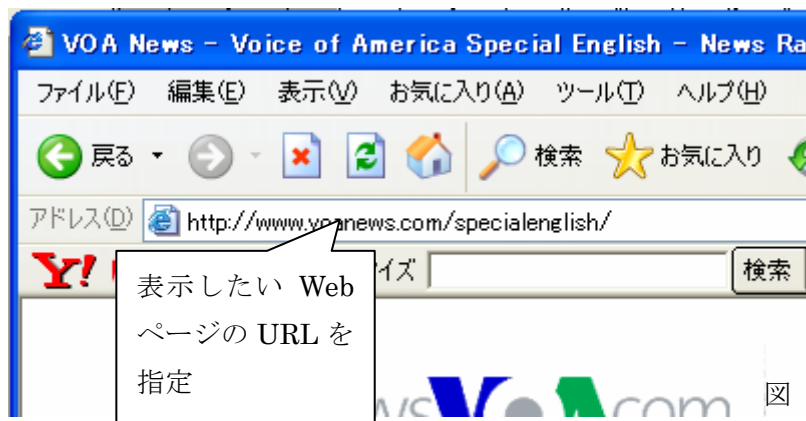 VOA News - Voice of America Special English - News Ra
ファイル(F) 編集(E) 表示(V) お気に入り(A) ツール(T) ヘルプ(H)
戻る 検索 お気に入り
アドレス(D) http://www.voanews.com/specialenglish/
Y! イズ 検索
表示したい Web
ページの URL を
指定
ws VOA com 図